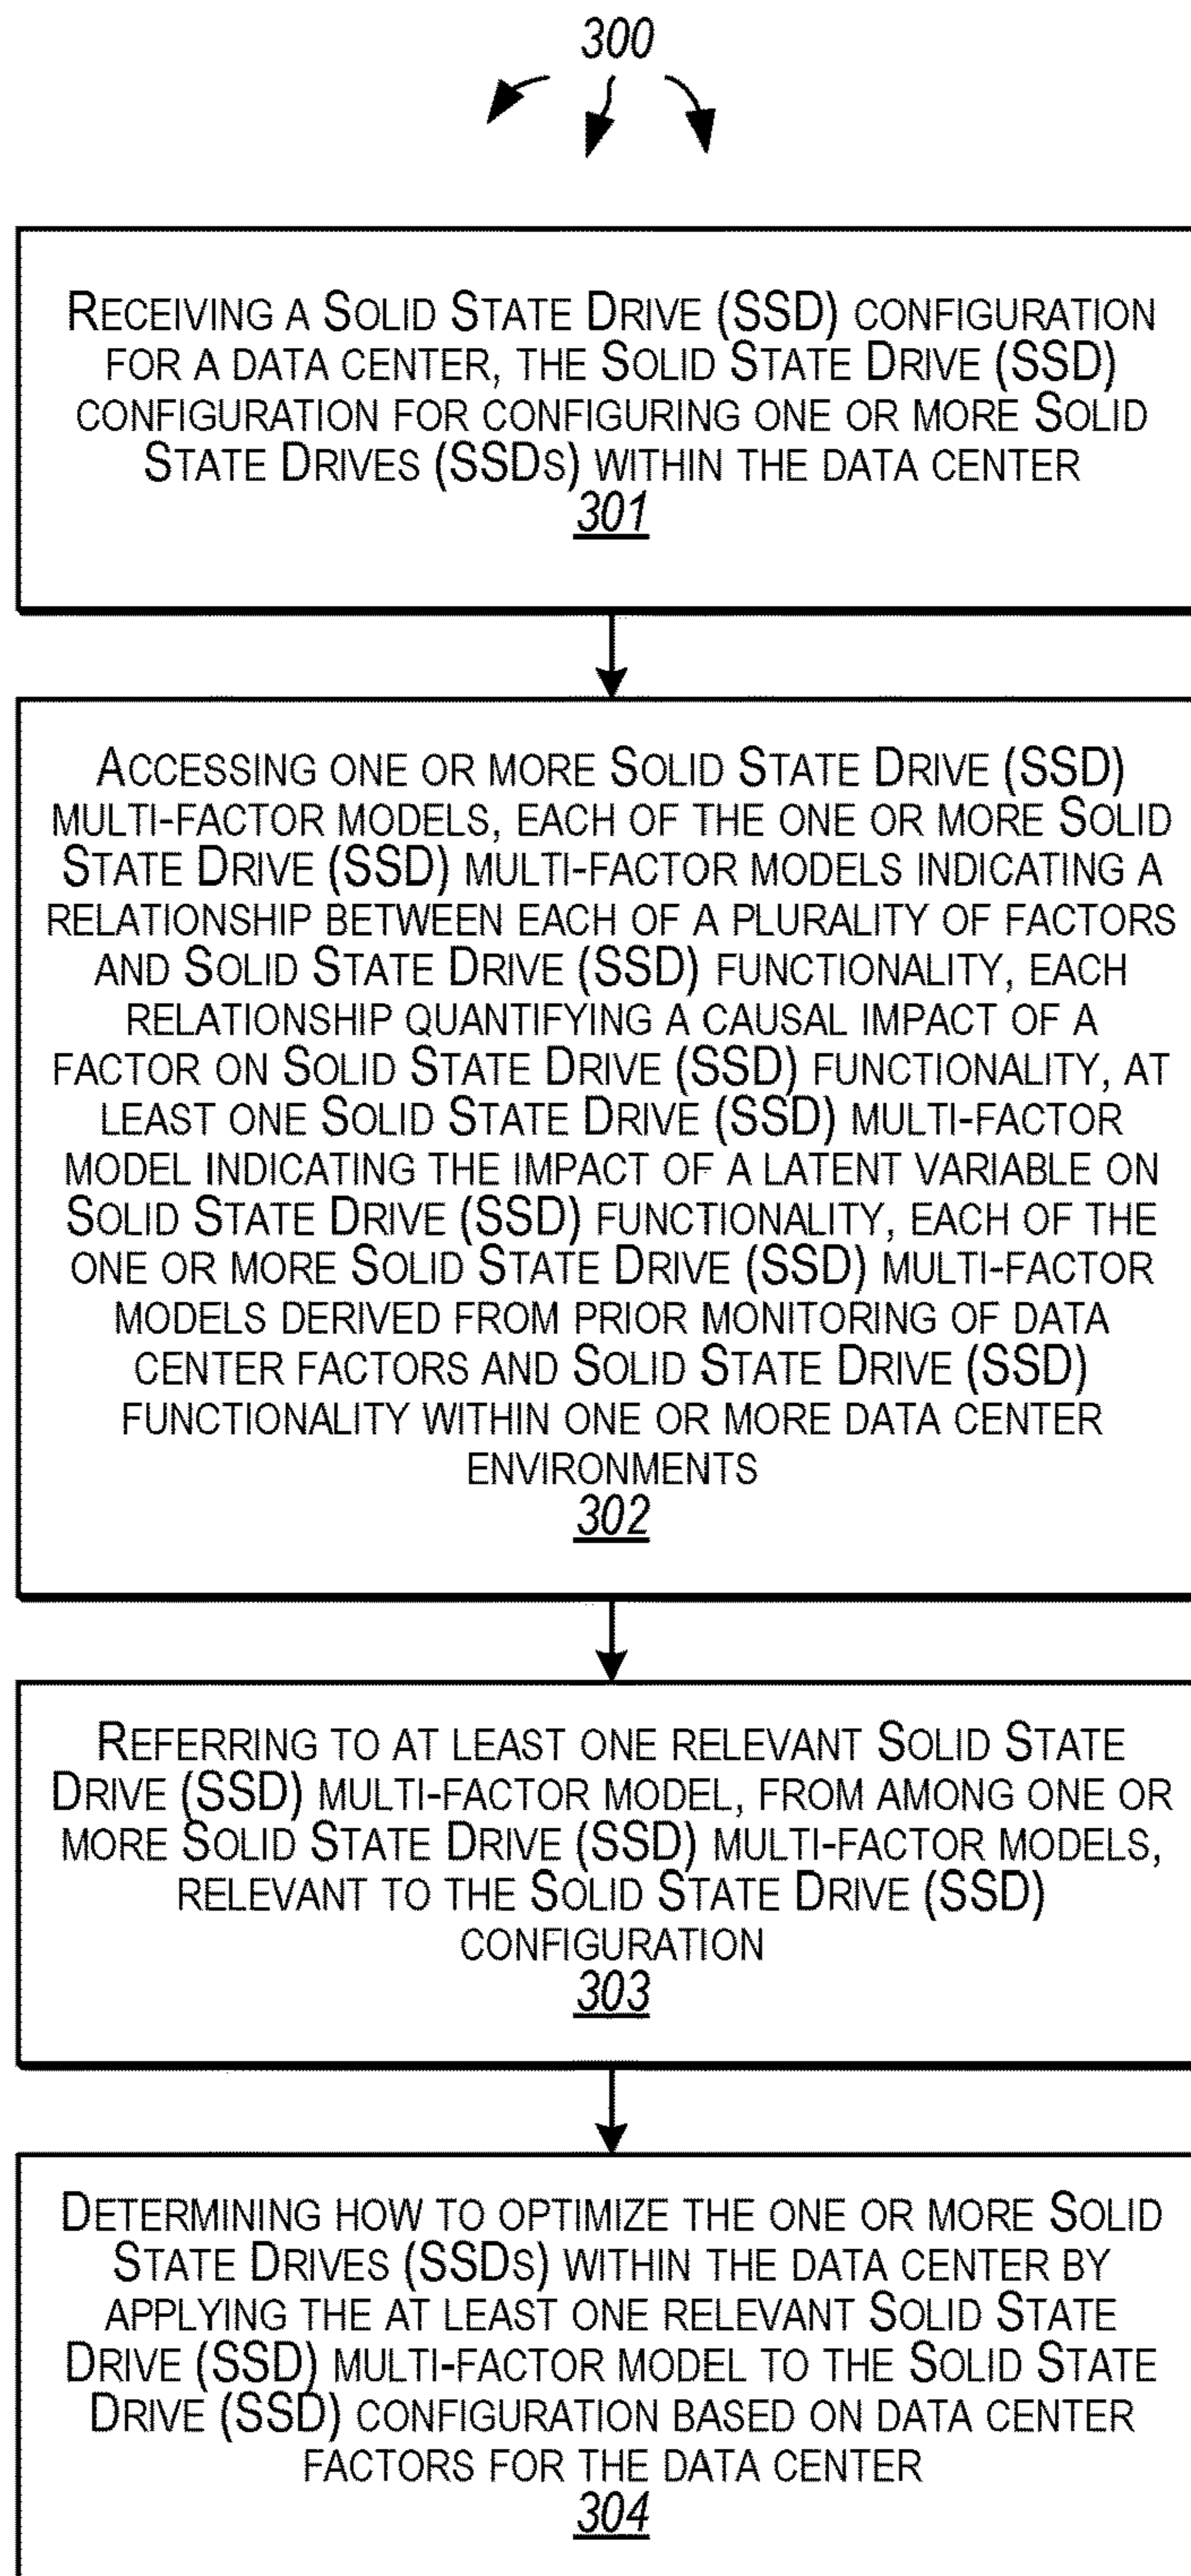 300
RECEIVING A SOLID STATE DRIVE (SSD) CONFIGURATION
FOR A DATA CENTER, THE SOLID STATE DRIVE (SSD)
CONFIGURATION FOR CONFIGURING ONE OR MORE SOLID
STATE DRIVES (SSDS) WITHIN THE DATA CENTER
301
ACCESSING ONE OR MORE SOLID STATE DRIVE (SSD)
MULTI-FACTOR MODELS, EACH OF THE ONE OR MORE SOLID
STATE DRIVE (SSD) MULTI-FACTOR MODELS INDICATING A
RELATIONSHIP BETWEEN EACH OF A PLURALITY OF FACTORS
AND SOLID STATE DRIVE (SSD) FUNCTIONALITY, EACH
RELATIONSHIP QUANTIFYING A CAUSAL IMPACT OF A
FACTOR ON SOLID STATE DRIVE (SSD) FUNCTIONALITY, AT
LEAST ONE SOLID STATE DRIVE (SSD) MULTI-FACTOR
MODEL INDICATING THE IMPACT OF A LATENT VARIABLE ON
SOLID STATE DRIVE (SSD) FUNCTIONALITY, EACH OF THE
ONE OR MORE SOLID STATE DRIVE (SSD) MULTI-FACTOR
MODELS DERIVED FROM PRIOR MONITORING OF DATA
CENTER FACTORS AND SOLID STATE DRIVE (SSD)
FUNCTIONALITY WITHIN ONE OR MORE DATA CENTER
ENVIRONMENTS
302
REFERRING TO AT LEAST ONE RELEVANT SOLID STATE
DRIVE (SSD) MULTI-FACTOR MODEL, FROM AMONG ONE OR
MORE SOLID STATE DRIVE (SSD) MULTI-FACTOR MODELS,
RELEVANT TO THE SOLID STATE DRIVE (SSD)
CONFIGURATION
303
DETERMINING HOW TO OPTIMIZE THE ONE OR MORE SOLID
STATE DRIVES (SSDS) WITHIN THE DATA CENTER BY
APPLYING THE AT LEAST ONE RELEVANT SOLID STATE
DRIVE (SSD) MULTI-FACTOR MODEL TO THE SOLID STATE
DRIVE (SSD) CONFIGURATION BASED ON DATA CENTER
FACTORS FOR THE DATA CENTER
304